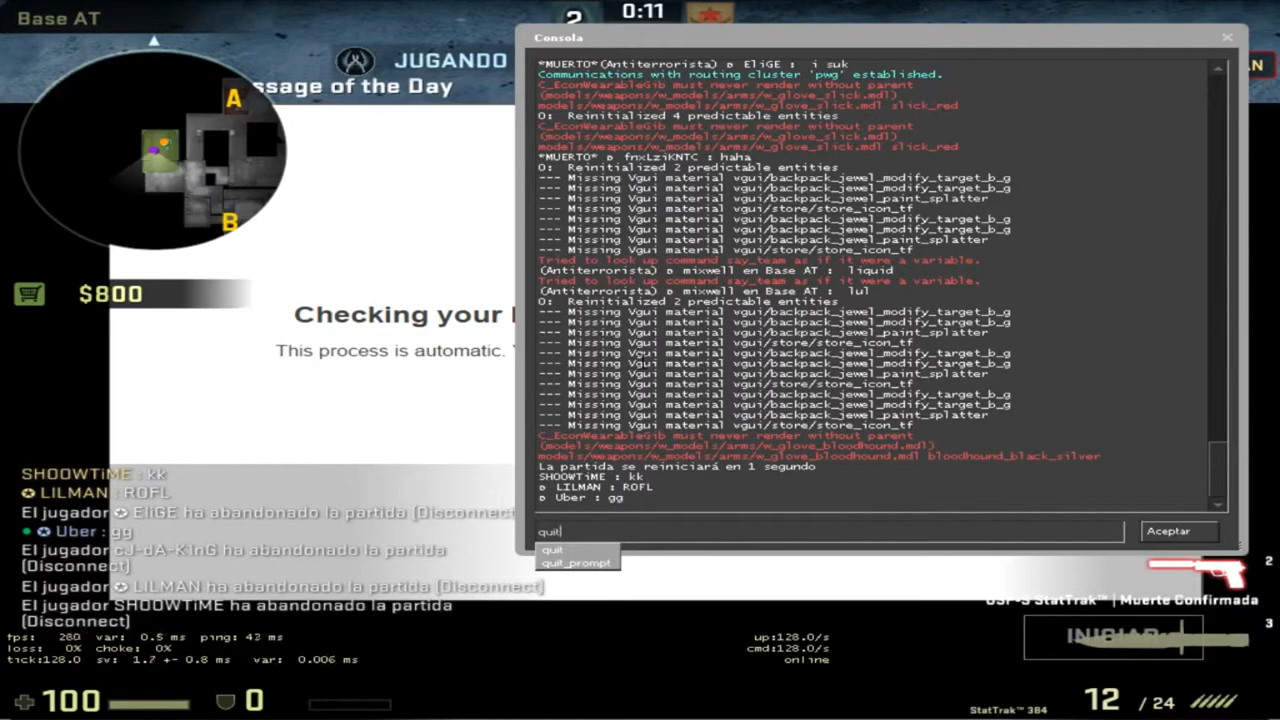 Base AT
2
0:11
JUGANDO
ssage of the Day
A
B
$800
Checking your
This process is automatic.
Consola
*MUERTO*(Antiterrorista) EliGE : i suk
Communications with routing cluster 'pwg' established.
C_EconWearableGib must never render without parent
(models/weapons/w_models/arms/w_glove_slick.mdl)
models/weapons/w_models/arms/w_glove_slick.mdl slick_red
0: Reinitialized 4 predictable entities
C_EconWearableGib must never render without parent
(models/weapons/w_models/arms/w_glove_slick.mdl)
models/weapons/w_models/arms/w_glove_slick.mdl slick_red
*MUERTO* fnxLziKNTC : haha
0: Reinitialized 2 predictable entities
--- Missing Vgui material vgui/backpack_jewel_modify_target_b_g
--- Missing Vgui material vgui/backpack_jewel_modify_target_b_g
--- Missing Vgui material vgui/backpack_jewel_paint_splatter
--- Missing Vgui material vgui/store/store_icon_tf
--- Missing Vgui material vgui/backpack_jewel_modify_target_b_g
--- Missing Vgui material vgui/backpack_jewel_modify_target_b_g
--- Missing Vgui material vgui/backpack_jewel_paint_splatter
--- Missing Vgui material vgui/store/store_icon_tf
Tried to look up command say_team as if it were a variable.
(Antiterrorista) mixwell en Base AT : liquid
Tried to look up command say_team as if it were a variable.
(Antiterrorista) mixwell en Base AT : lul
0: Reinitialized 2 predictable entities
--- Missing Vgui material vgui/backpack_jewel_modify_target_b_g
--- Missing Vgui material vgui/backpack_jewel_modify_target_b_g
--- Missing Vgui material vgui/backpack_jewel_paint_splatter
--- Missing Vgui material vgui/store/store_icon_tf
--- Missing Vgui material vgui/backpack_jewel_modify_target_b_g
--- Missing Vgui material vgui/backpack_jewel_modify_target_b_g
--- Missing Vgui material vgui/backpack_jewel_paint_splatter
--- Missing Vgui material vgui/store/store_icon_tf
--- Missing Vgui material vgui/backpack_jewel_modify_target_b_g
--- Missing Vgui material vgui/backpack_jewel_modify_target_b_g
--- Missing Vgui material vgui/backpack_jewel_paint_splatter
--- Missing Vgui material vgui/store/store_icon_tf
C_EconWearableGib must never render without parent
(models/weapons/w_models/arms/w_glove_bloodhound.mdl)
models/weapons/w_models/arms/w_glove_bloodhound.mdl bloodhound_black_silver
La partida se reiniciará en 1 segundo
SHOOWTiME : kk
LILMAN : ROFL
Uber : gg
quit
Aceptar
quit
quit_prompt
SHOOWTiME : kk
LILMAN : ROFL
El jugador EliGE ha abandonado la partida (Disconnect
Uber : gg
El jugador cJ-dA-K1nG ha abandonado la partida
(Disconnect)
El jugador LILMAN ha abandonado la partida (Disconnect)
El jugador SHOOWTiME ha abandonado la partida
(Disconnect)
fps: 280 var: 0.5 ms ping: 42 ms
loss: 0% choke: 0%
tick:128.0 sv: 1.7 +- 0.8 ms var: 0.006 ms
up:128.0/s
cmd:128.0/s
online
2
USP-S StatTrak™ | Muerte Confirmada
3
INICIAR
100
0
StatTrak™ 384
12 / 24